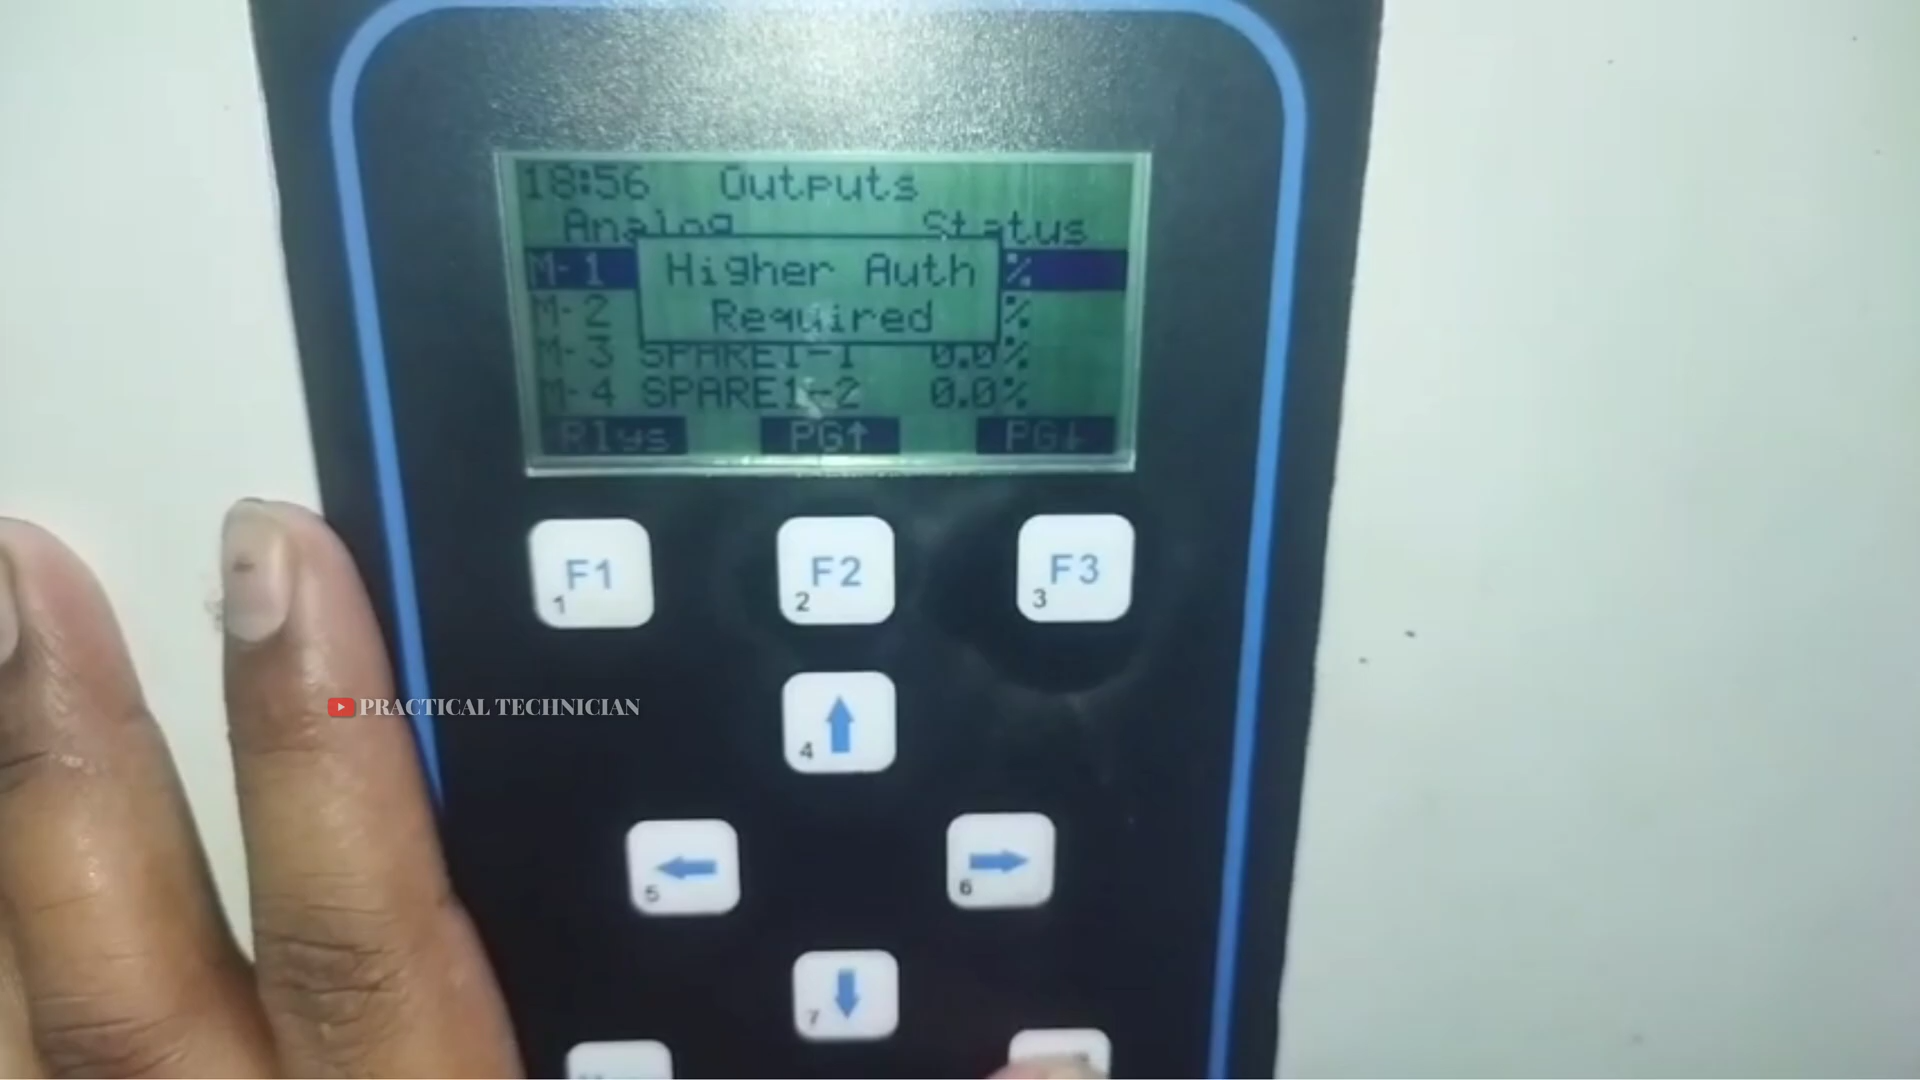 18:56 Outputs
Analog Status
M-1 Higher Auth %
M-2 Required %
M-3 SPARE1-1 0.0%
M-4 SPARE1-2 0.0%
Rlys PG↑ PG↓
F1 F2 F3
1 2 3
PRACTICAL TECHNICIAN
4
5 6
7